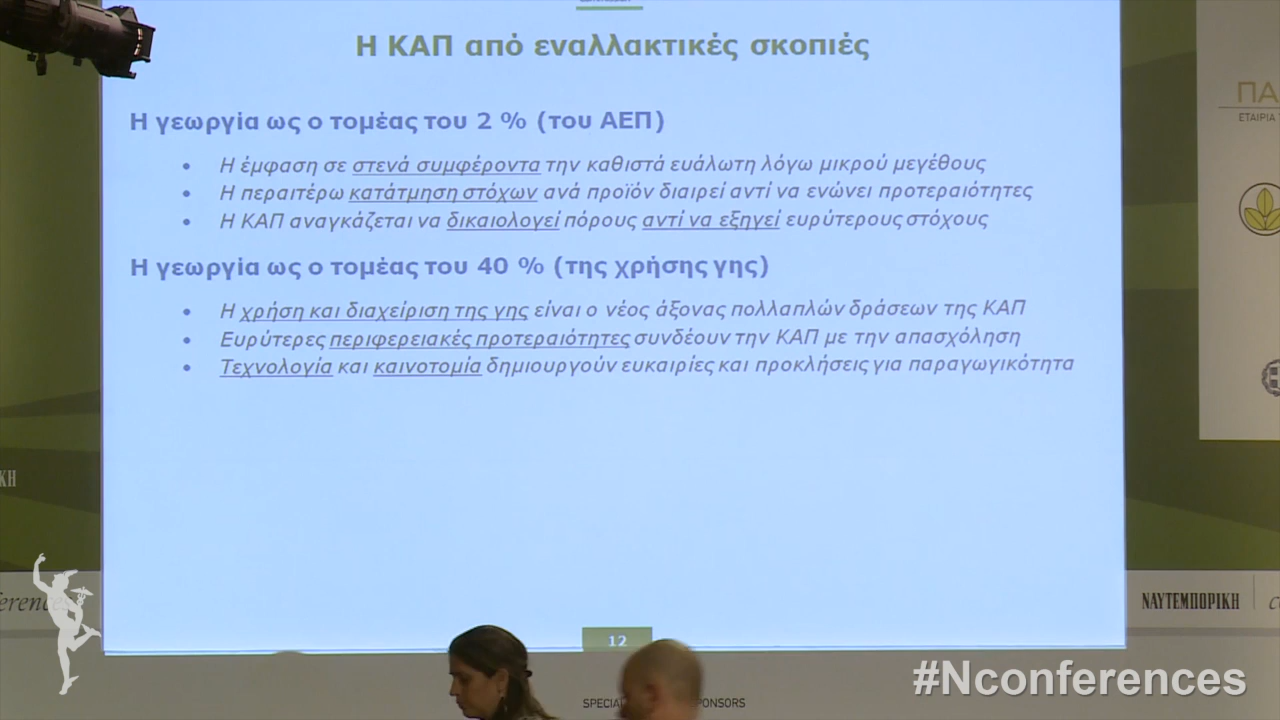 Η ΚΑΠ από εναλλακτικές σκοπιές
Η γεωργία ως ο τομέας του 2 % (του ΑΕΠ)
• Η έμφαση σε στενά συμφέροντα την καθιστά ευάλωτη λόγω μικρού μεγέθους
• Η περαιτέρω κατάτμηση στόχων ανά προϊόν διαιρεί αντί να ενώνει προτεραιότητες
• Η ΚΑΠ αναγκάζεται να δικαιολογεί πόρους αντί να εξηγεί ευρύτερους στόχους
Η γεωργία ως ο τομέας του 40 % (της χρήσης γης)
• Η χρήση και διαχείριση της γης είναι ο νέος άξονας πολλαπλών δράσεων της ΚΑΠ
• Ευρύτερες περιφερειακές προτεραιότητες συνδέουν την ΚΑΠ με την απασχόληση
• Τεχνολογία και καινοτομία δημιουργούν ευκαιρίες και προκλήσεις για παραγωγικότητα
12
ΠΑ
ΕΤΑΙΡΙΑ
ΚΗ
ΝΑΥΤΕΜΠΟΡΙΚΗ
#Nconferences